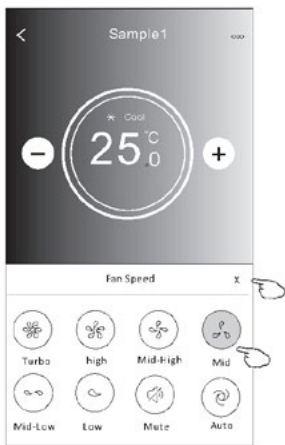 Sample1
Cool
25.0 °C
Fan Speed x
Turbo high Mid-High Mid
Mid-Low Low Mute Auto